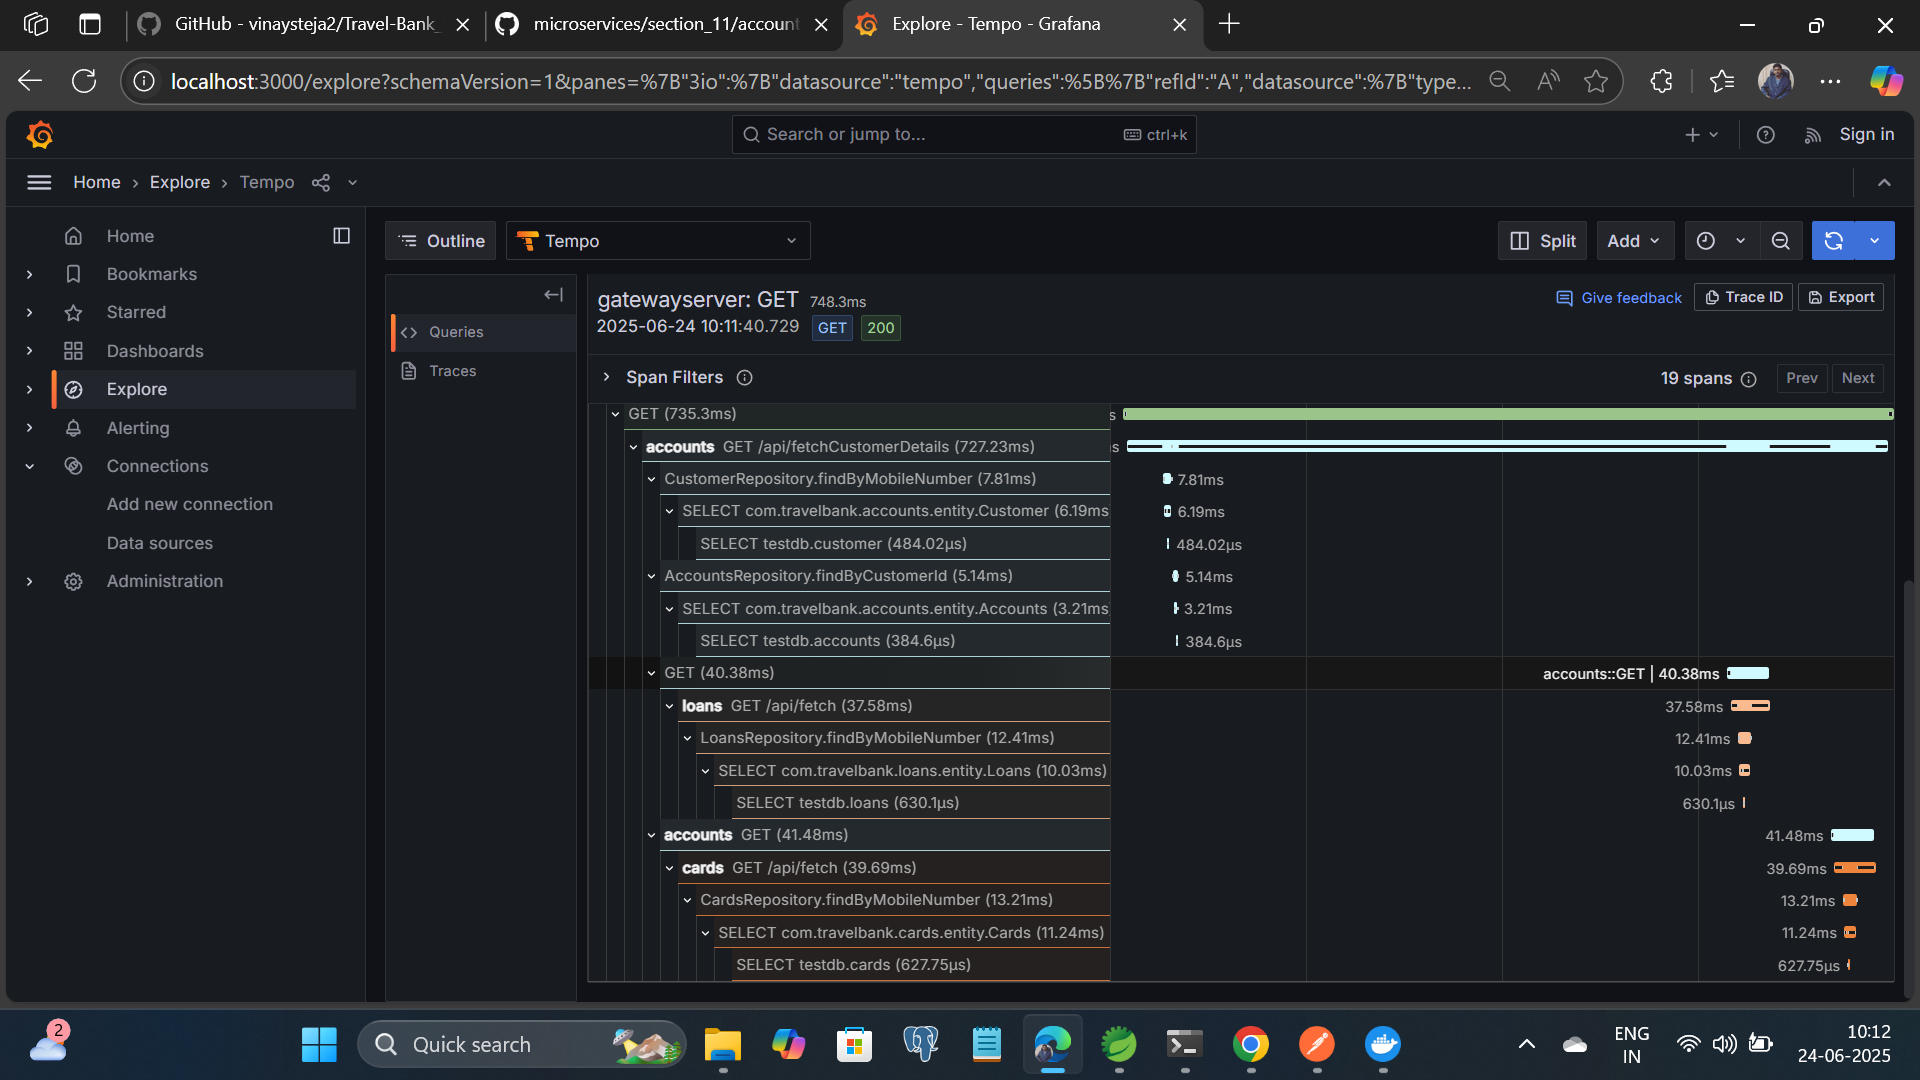 GitHub - vinaysteja2/Travel-Bank_
microservices/section_11/account
Explore - Tempo - Grafana
localhost:3000/explore?schemaVersion=1&panes=%7B"3io":%7B"datasource":"tempo","queries":%5B%7B"refId":"A","datasource":%7B"type...
Search or jump to...
ctrl+k
Sign in
Home › Explore › Tempo
Home
Bookmarks
Starred
Dashboards
Explore
Alerting
Connections
Add new connection
Data sources
Administration
Outline
Tempo
Split
Add
Queries
Traces
gatewayserver: GET 748.3ms
2025-06-24 10:11:40.729 GET 200
Give feedback
Trace ID
Export
Span Filters
19 spans
Prev
Next
GET (735.3ms)
s
accounts GET /api/fetchCustomerDetails (727.23ms)
s
CustomerRepository.findByMobileNumber (7.81ms)
7.81ms
SELECT com.travelbank.accounts.entity.Customer (6.19ms
6.19ms
SELECT testdb.customer (484.02μs)
484.02μs
AccountsRepository.findByCustomerId (5.14ms)
5.14ms
SELECT com.travelbank.accounts.entity.Accounts (3.21ms
3.21ms
SELECT testdb.accounts (384.6μs)
384.6μs
GET (40.38ms)
accounts::GET | 40.38ms
loans GET /api/fetch (37.58ms)
37.58ms
LoansRepository.findByMobileNumber (12.41ms)
12.41ms
SELECT com.travelbank.loans.entity.Loans (10.03ms)
10.03ms
SELECT testdb.loans (630.1μs)
630.1μs
accounts GET (41.48ms)
41.48ms
cards GET /api/fetch (39.69ms)
39.69ms
CardsRepository.findByMobileNumber (13.21ms)
13.21ms
SELECT com.travelbank.cards.entity.Cards (11.24ms)
11.24ms
SELECT testdb.cards (627.75μs)
627.75μs
2
Quick search
ENG
IN
10:12
24-06-2025